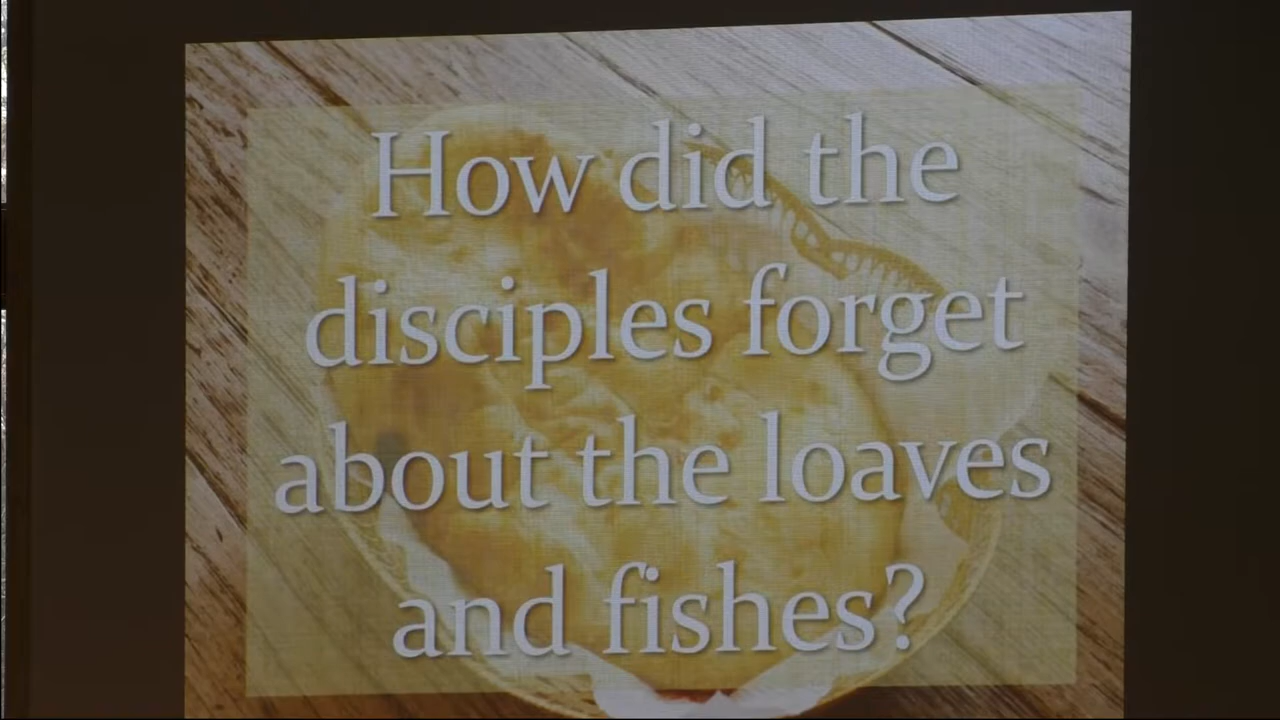 How did the
disciples forget
about the loaves
and fishes?